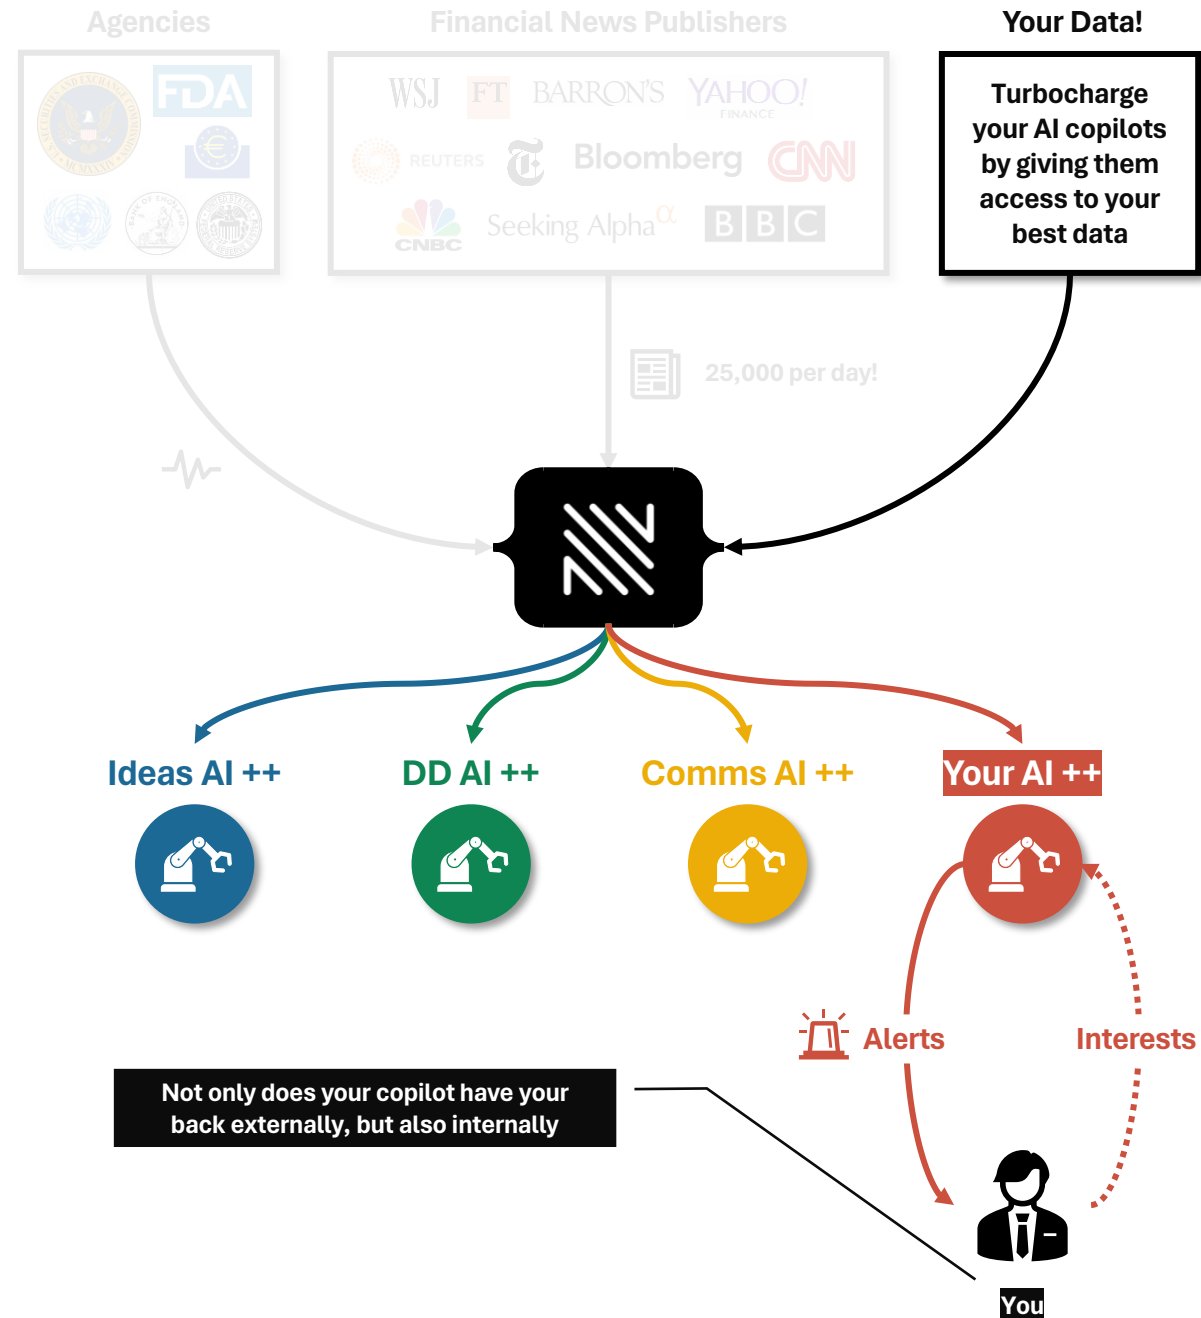 Agencies
Financial News Publishers
Your Data!
FDA
WSJ
FT
BARRON'S
YAHOO!
FINANCE
REUTERS
Bloomberg
CNN
CNBC
Seeking Alpha α
BBC
Turbocharge
your AI copilots
by giving them
access to your
best data
25,000 per day!
Ideas AI ++
DD AI ++
Comms AI ++
Your AI ++
Alerts
Interests
Not only does your copilot have your
back externally, but also internally
You